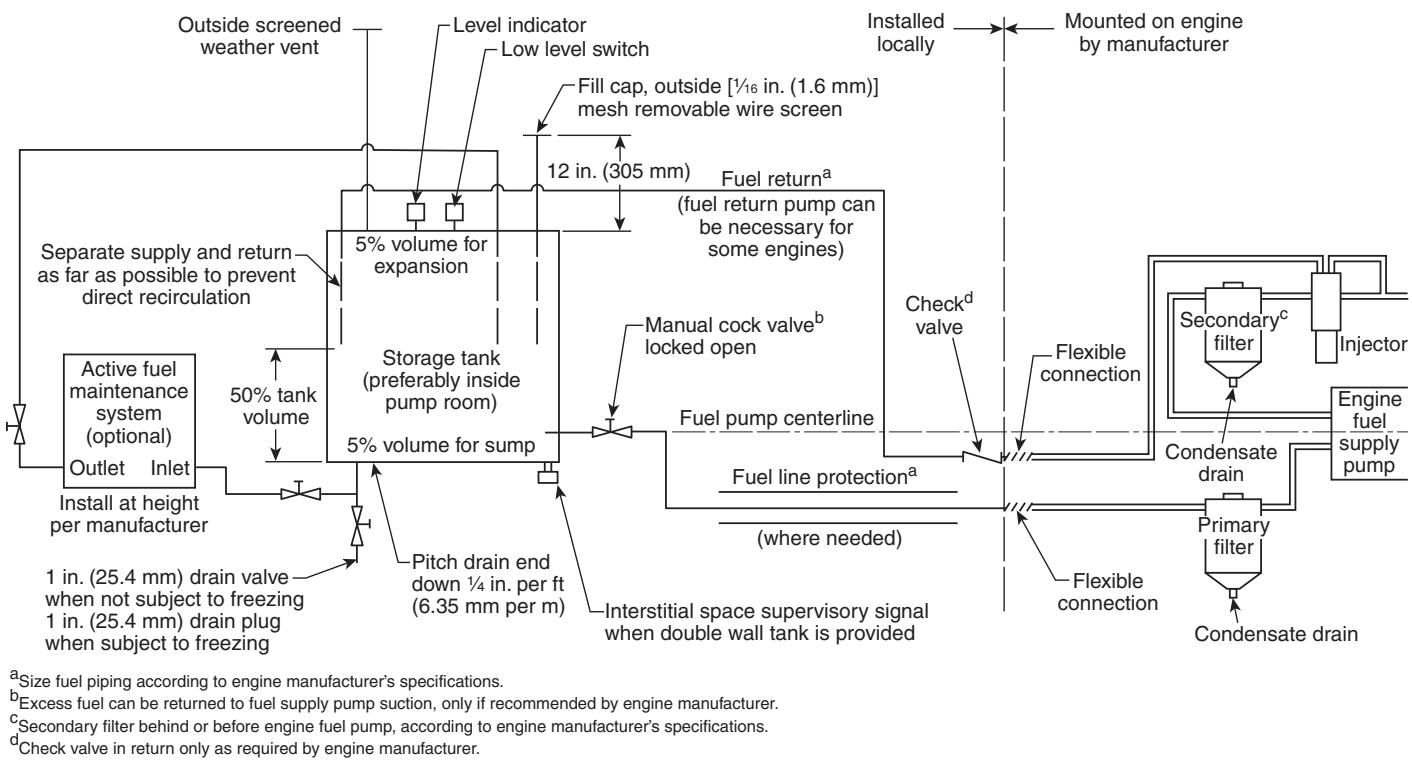 Outside screened
weather vent
Level indicator
Low level switch
Installed
locally
Mounted on engine
by manufacturer
Fill cap, outside [1⁄16 in. (1.6 mm)]
mesh removable wire screen
12 in. (305 mm)
Fuel returnᵃ
(fuel return pump can
be necessary for
some engines)
Separate supply and return
as far as possible to prevent
direct recirculation
5% volume for
expansion
Manual cock valveᵇ
locked open
Checkᵈ
valve
Flexible
connection
Secondaryᶜ
filter
Injector
Active fuel
maintenance
system
(optional)
Outlet Inlet
Install at height
per manufacturer
50% tank
volume
Storage tank
(preferably inside
pump room)
5% volume for sump
Fuel pump centerline
Fuel line protectionᵃ
(where needed)
Condensate
drain
Engine
fuel
supply
pump
Primary
filter
Flexible
connection
Condensate drain
1 in. (25.4 mm) drain valve
when not subject to freezing
1 in. (25.4 mm) drain plug
when subject to freezing
Pitch drain end
down ¼ in. per ft
(6.35 mm per m)
Interstitial space supervisory signal
when double wall tank is provided
ᵃSize fuel piping according to engine manufacturer’s specifications.
ᵇExcess fuel can be returned to fuel supply pump suction, only if recommended by engine manufacturer.
ᶜSecondary filter behind or before engine fuel pump, according to engine manufacturer’s specifications.
ᵈCheck valve in return only as required by engine manufacturer.